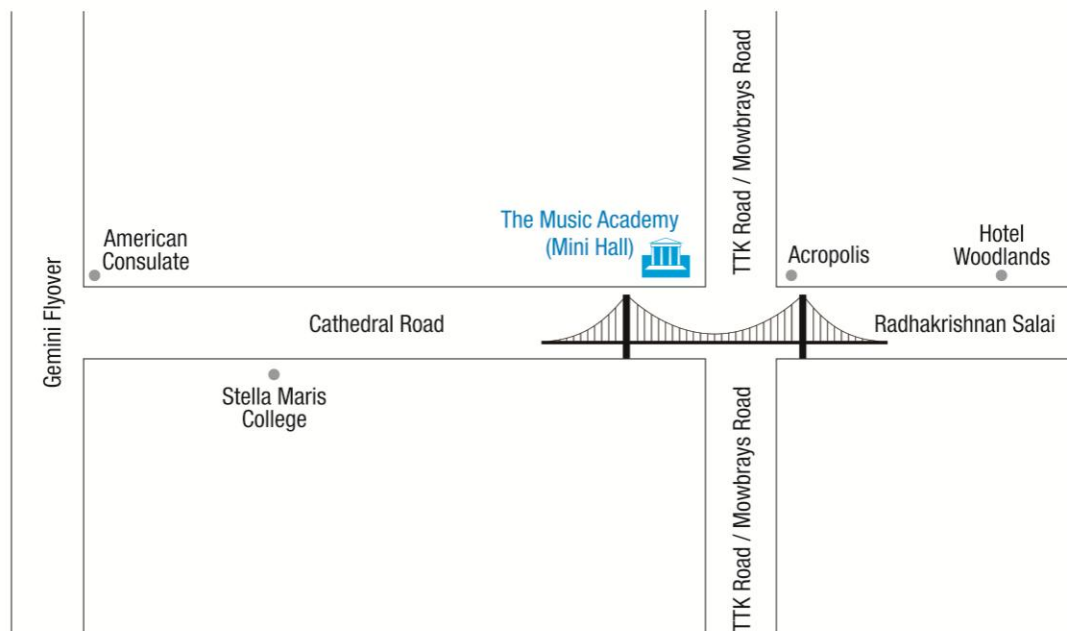 TTK Road / Mowbrays Road
The Music Academy
(Mini Hall)
American
Consulate
Acropolis
Hotel
Woodlands
Gemini Flyover
Cathedral Road
Radhakrishnan Salai
Stella Maris
College
TTK Road / Mowbrays Road